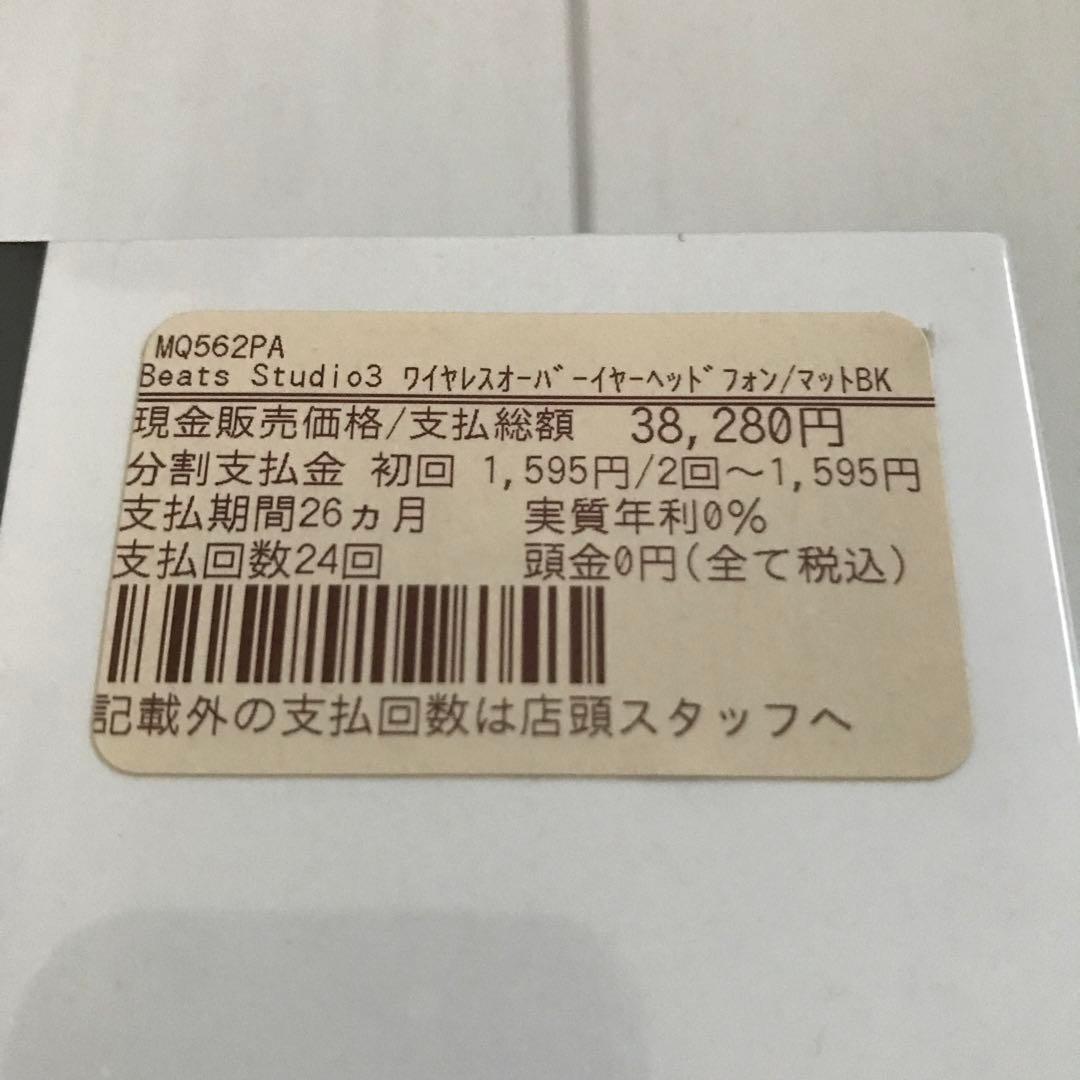 MQ562PA
Beats Studio3 ﾜｲﾔﾚｽｵｰﾊﾞｰｲﾔｰﾍｯﾄﾞﾌｫﾝ/ﾏｯﾄBK
現金販売価格/支払総額 38,280円
分割支払金 初回 1,595円/2回～1,595円
支払期間26ヵ月 実質年利0%
支払回数24回 頭金0円(全て税込)
記載外の支払回数は店頭スタッフへ